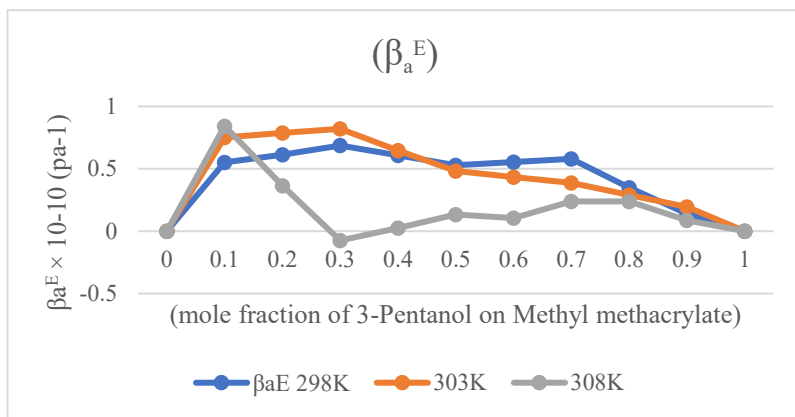 (βₐᴱ)
βaᴱ × 10-10 (pa-1)
1
0.5
0
-0.5
0 0.1 0.2 0.3 0.4 0.5 0.6 0.7 0.8 0.9 1
(mole fraction of 3-Pentanol on Methyl methacrylate)
βaE 298K 303K 308K